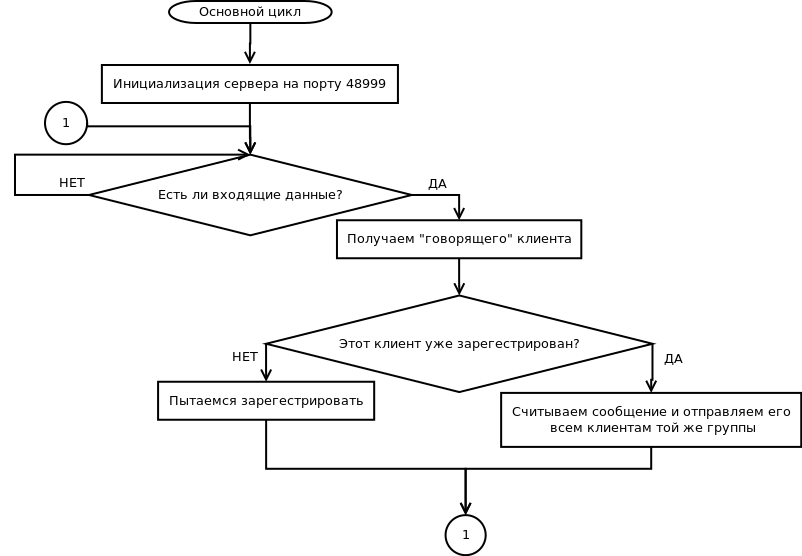 Основной цикл
Инициализация сервера на порту 48999
1
НЕТ
Есть ли входящие данные?
ДА
Получаем "говорящего" клиента
Этот клиент уже зарегестрирован?
НЕТ
ДА
Пытаемся зарегестрировать
Считываем сообщение и отправляем его
всем клиентам той же группы
1